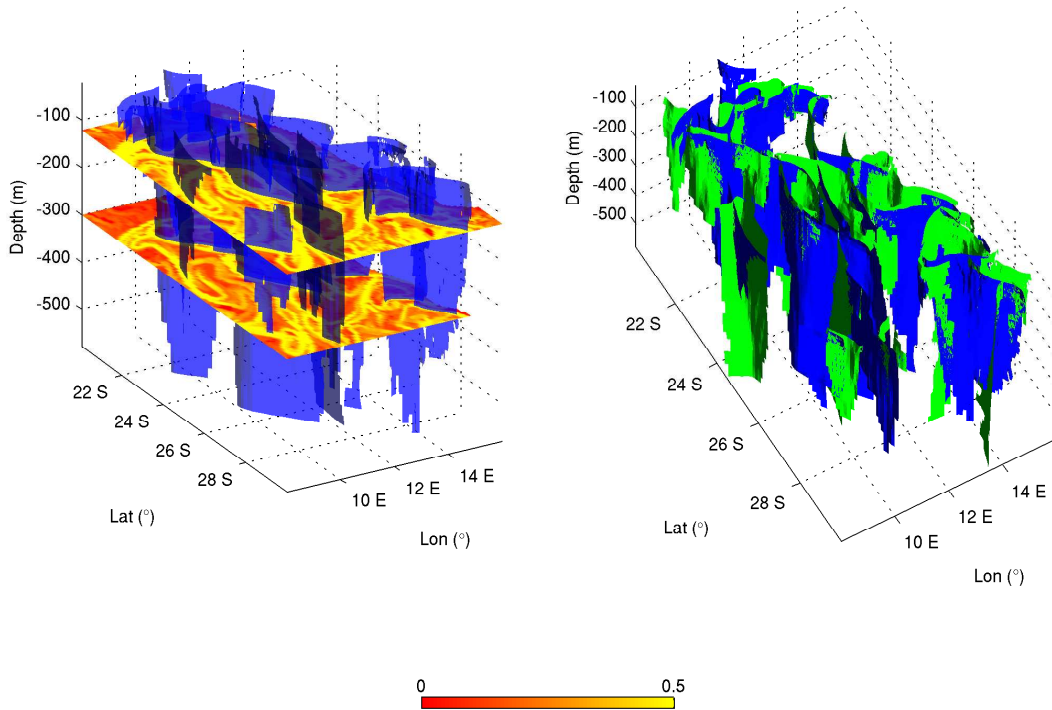 Depth (m)
-100
-200
-300
-400
-500
22 S
24 S
26 S
28 S
Lat (°)
10 E
12 E
14 E
Lon (°)
Depth (m)
-100
-200
-300
-400
-500
22 S
24 S
26 S
28 S
Lat (°)
10 E
12 E
14 E
Lon (°)
0
0.5